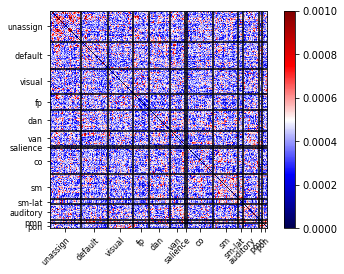 unassign
default
visual
fp
dan
van
salience
co
sm
sm-lat
auditory
pmn
pon
unassign
default
visual
fp
dan
van
salience
co
sm
sm-lat
auditory
0.0010
0.0008
0.0006
0.0004
0.0002
0.0000